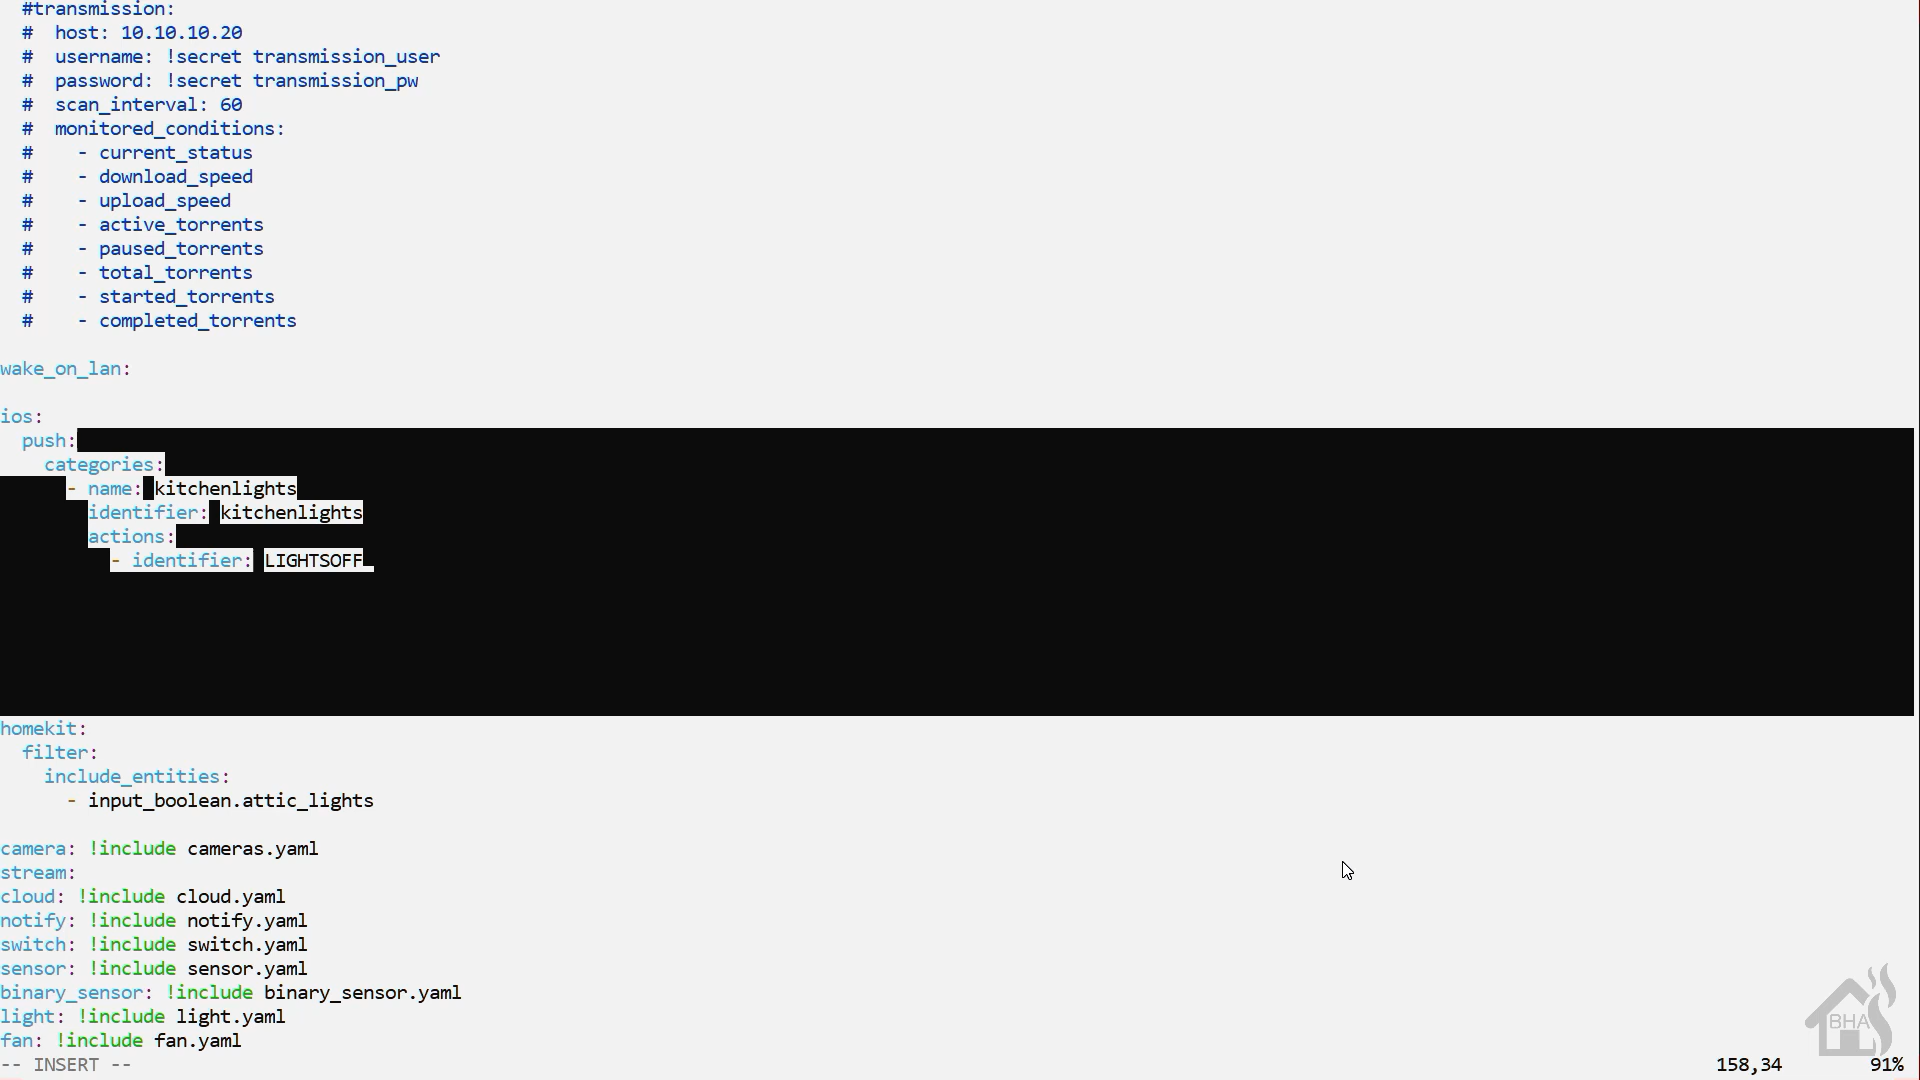 #transmission:
#  host: 10.10.10.20
#  username: !secret transmission_user
#  password: !secret transmission_pw
#  scan_interval: 60
#  monitored_conditions:
#    - current_status
#    - download_speed
#    - upload_speed
#    - active_torrents
#    - paused_torrents
#    - total_torrents
#    - started_torrents
#    - completed_torrents
wake_on_lan:
ios:
  push:
    categories:
      - name: kitchenlights
        identifier: kitchenlights
        actions:
          - identifier: LIGHTSOFF
homekit:
  filter:
    include_entities:
      - input_boolean.attic_lights
camera: !include cameras.yaml
stream:
cloud: !include cloud.yaml
notify: !include notify.yaml
switch: !include switch.yaml
sensor: !include sensor.yaml
binary_sensor: !include binary_sensor.yaml
light: !include light.yaml
fan: !include fan.yaml
-- INSERT -- 158,34 91%
BHA